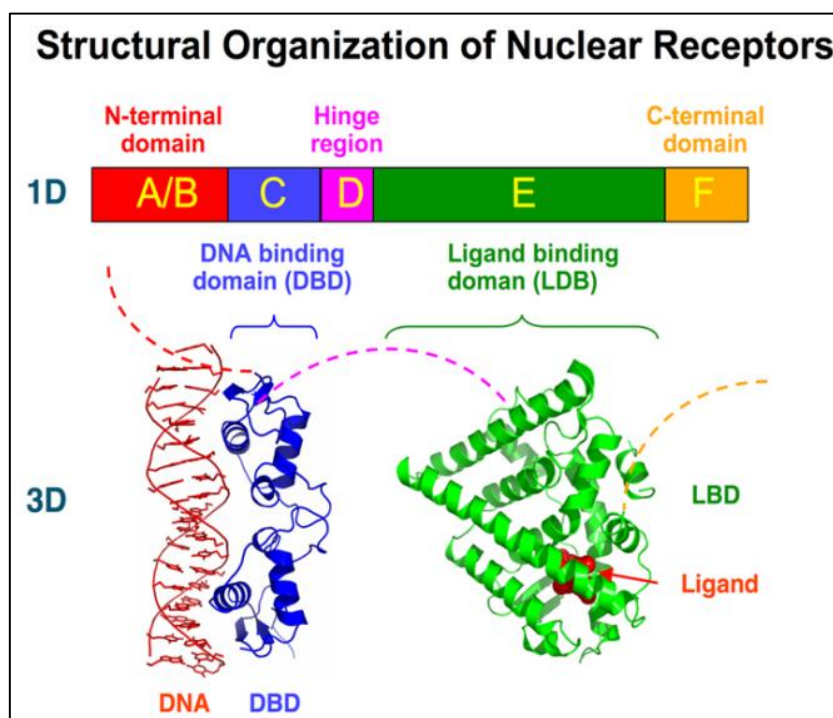 Structural Organization of Nuclear Receptors
N-terminal
domain
Hinge
region
C-terminal
domain
1D
A/B
C
D
E
F
DNA binding
domain (DBD)
Ligand binding
doman (LDB)
3D
LBD
Ligand
DNA
DBD